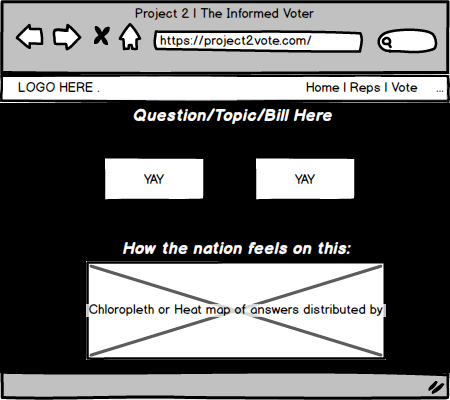 Project 2 | The Informed Voter
https://project2vote.com/
LOGO HERE .
Home | Reps | Vote ...
Question/Topic/Bill Here
YAY YAY
How the nation feels on this:
Chloropleth or Heat map of answers distributed by